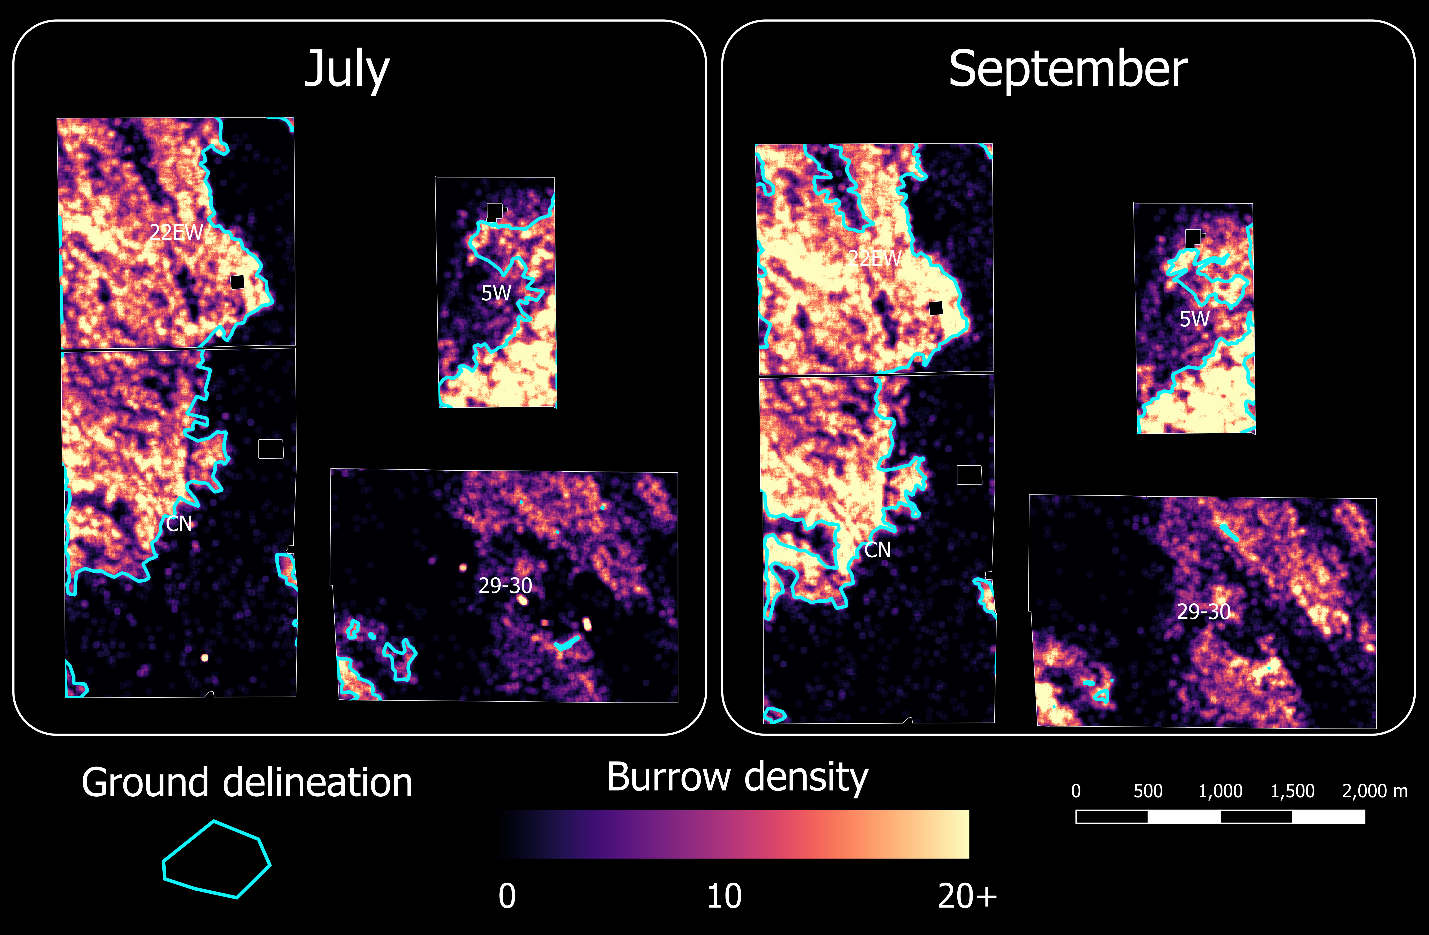 July
September
22EW
5W
CN
29-30
22EW
5W
CN
29-30
Ground delineation
Burrow density
0 10 20+
0 500 1,000 1,500 2,000 m